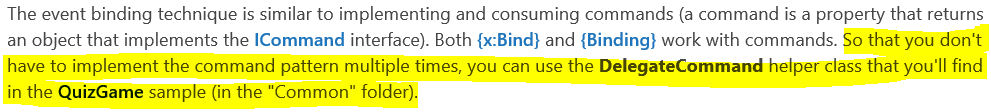 The event binding technique is similar to implementing and consuming commands (a command is a property that returns
an object that implements the ICommand interface). Both {x:Bind} and {Binding} work with commands. So that you don't
have to implement the command pattern multiple times, you can use the DelegateCommand helper class that you'll find
in the QuizGame sample (in the "Common" folder).